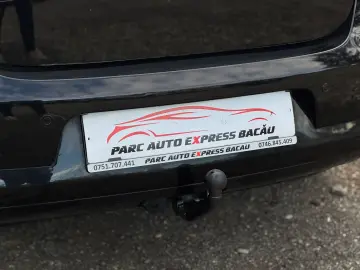 PARC AUTO EXPRESS BACĂU
0751.707.441 PARC AUTO EXPRESS BACĂU 0746.845.409